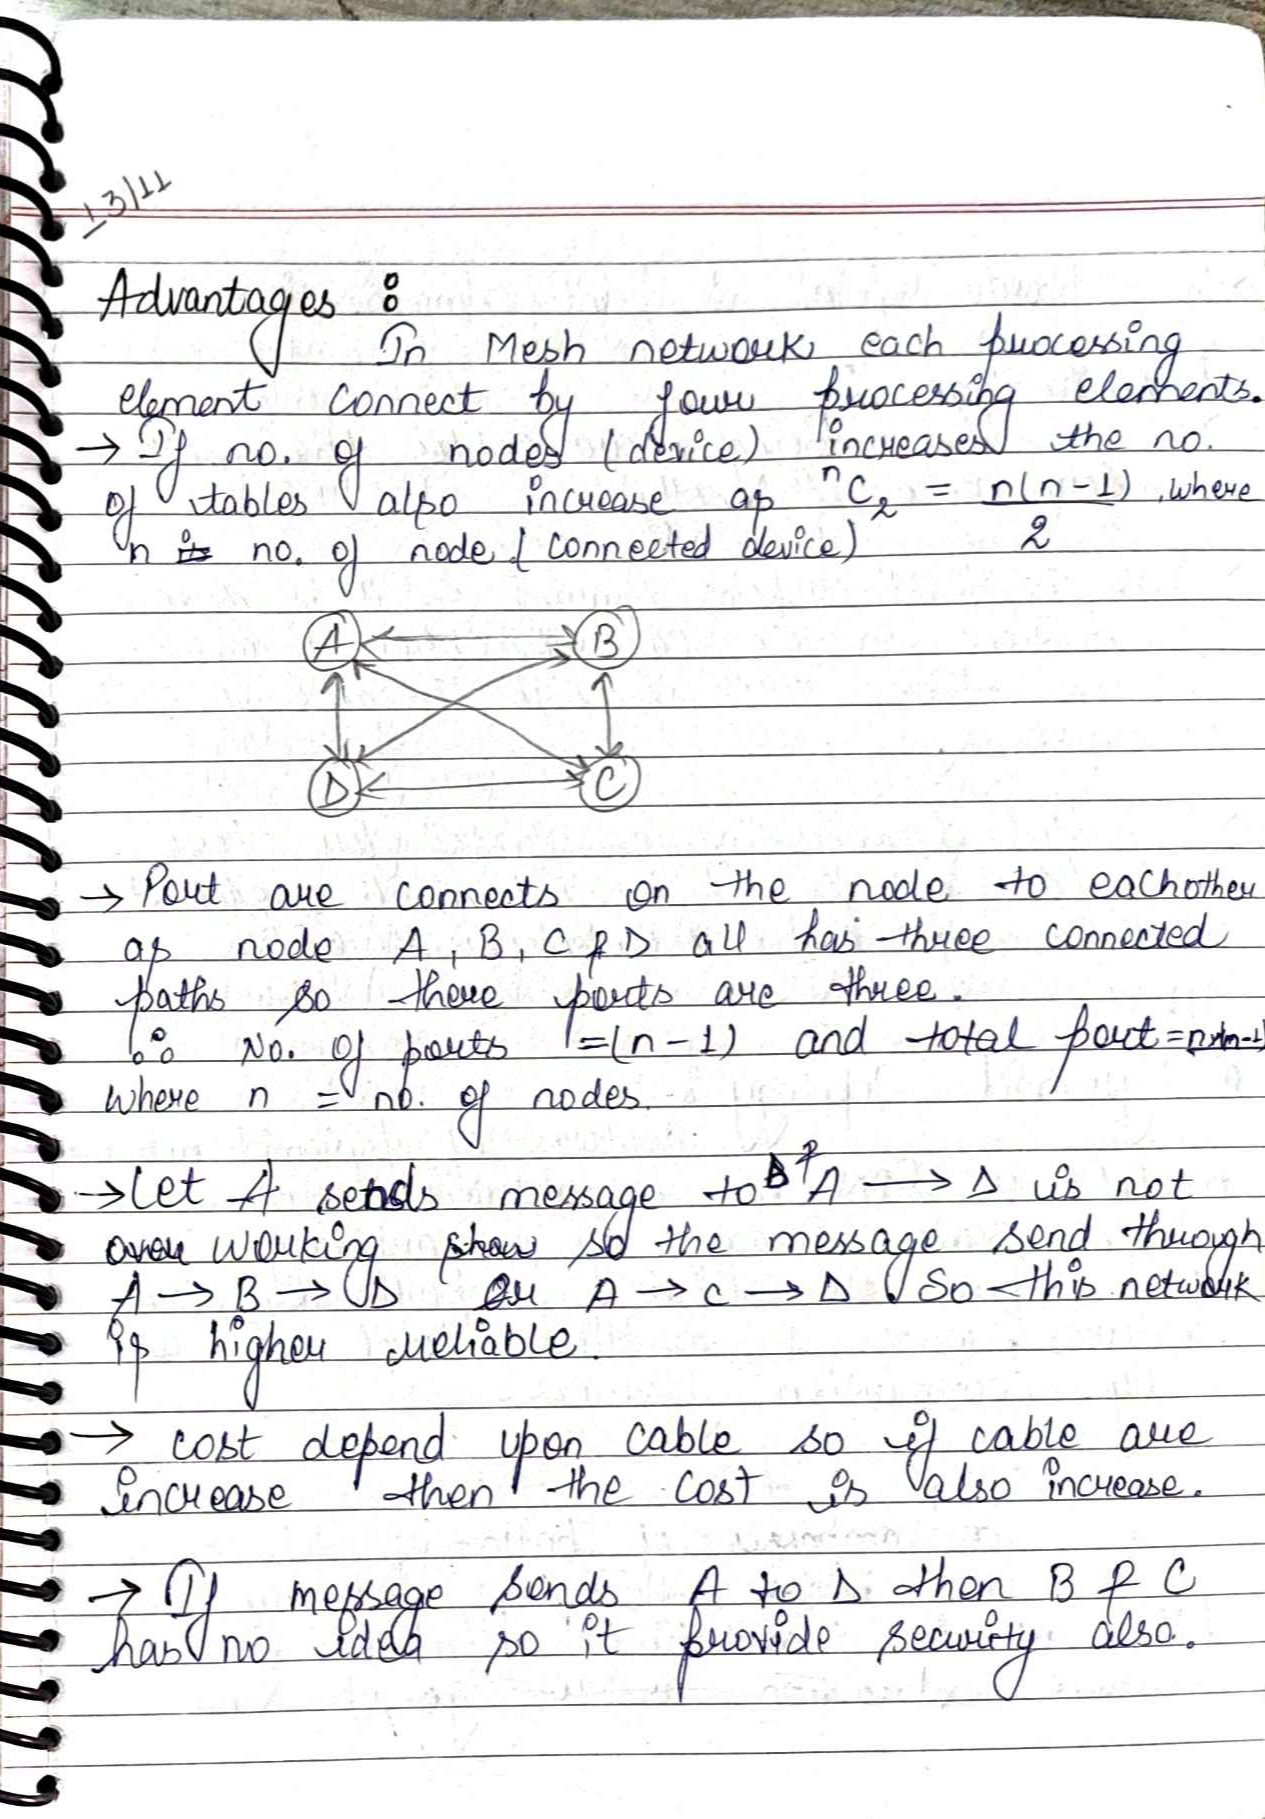 13/11
Advantages :
In Mesh network each processing
element connect by four processing elements.
→ If no. of nodes (device) increases the no.
of tables also increase as ⁿC₂ = n(n-1)/2, where
n is no. of node (connected device)
A B
D C
→ Port are connects on the node to eachother
as node A, B, C & D all has three connected
paths so there ports are three.
∴ No. of ports = (n-1) and total port = n×(n-1)
where n = no. of nodes.
→ Let A sends message to D & A → D is not
working so the message send through
A → B → D or A → C → D. So this network
is higher reliable.
→ cost depend upon cable so if cable are
increase then the cost is also increase.
→ If message sends A to D then B & C
has no idea so it provide security also.